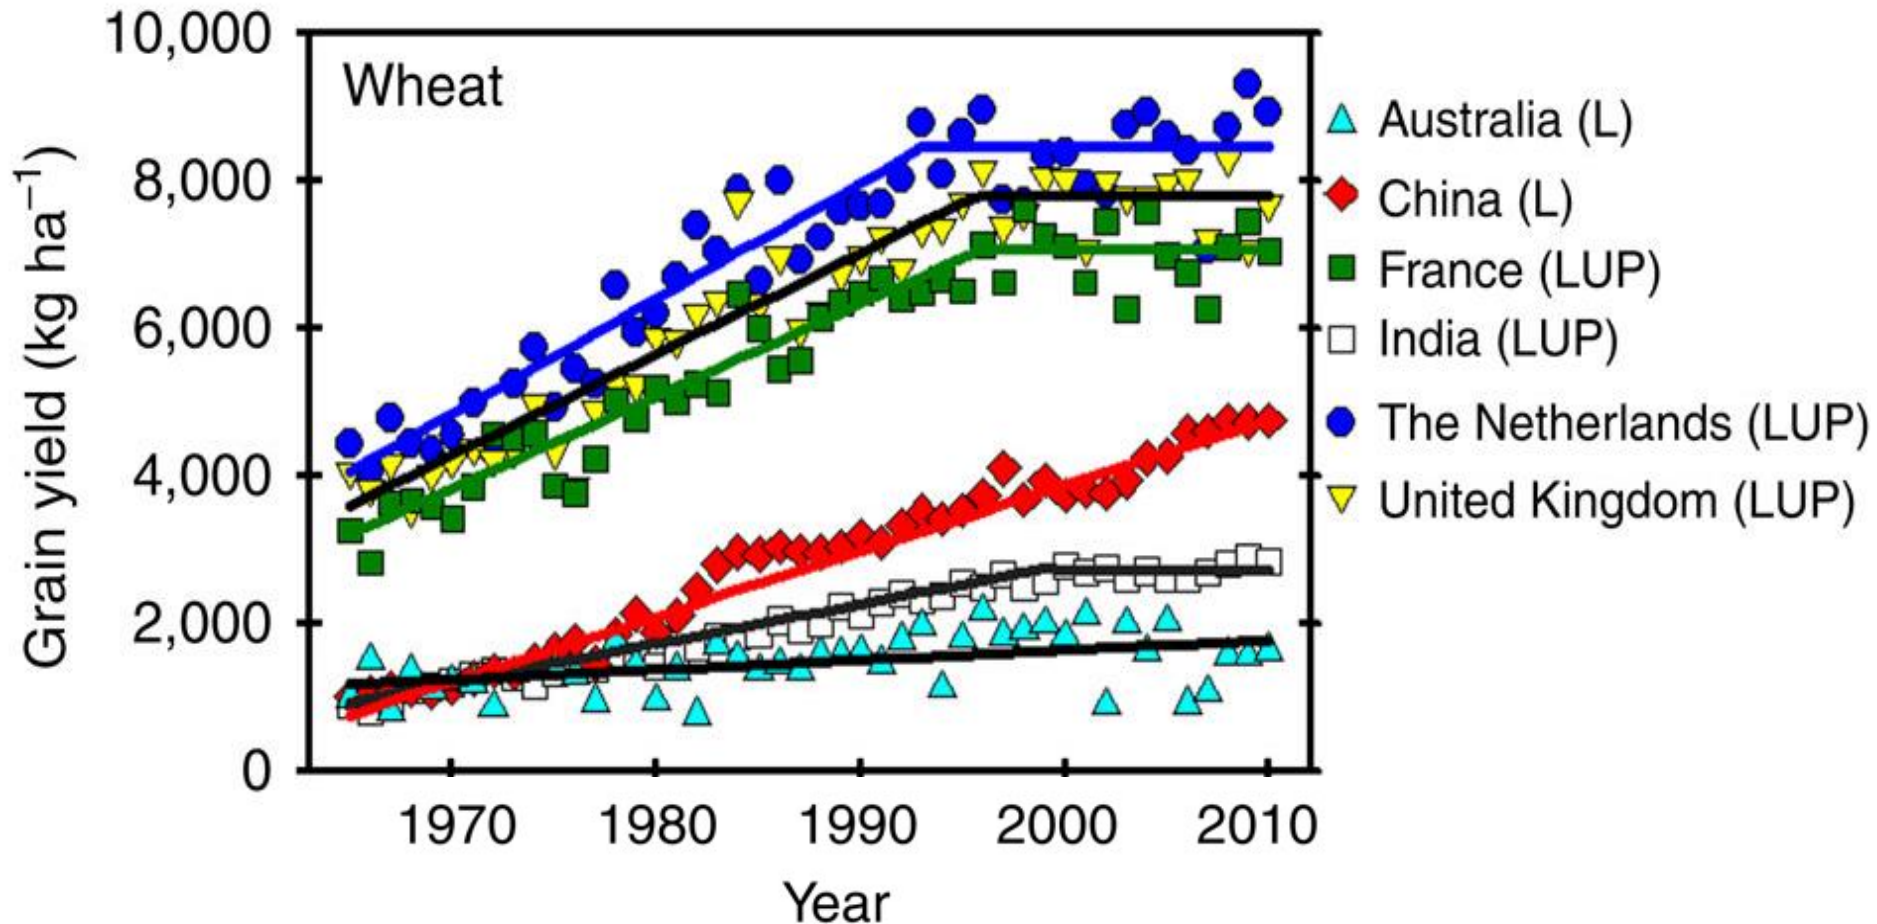 10,000
8,000
6,000
4,000
2,000
0
Grain yield (kg ha⁻¹)
Wheat
1970 1980 1990 2000 2010
Year
Australia (L)
China (L)
France (LUP)
India (LUP)
The Netherlands (LUP)
United Kingdom (LUP)